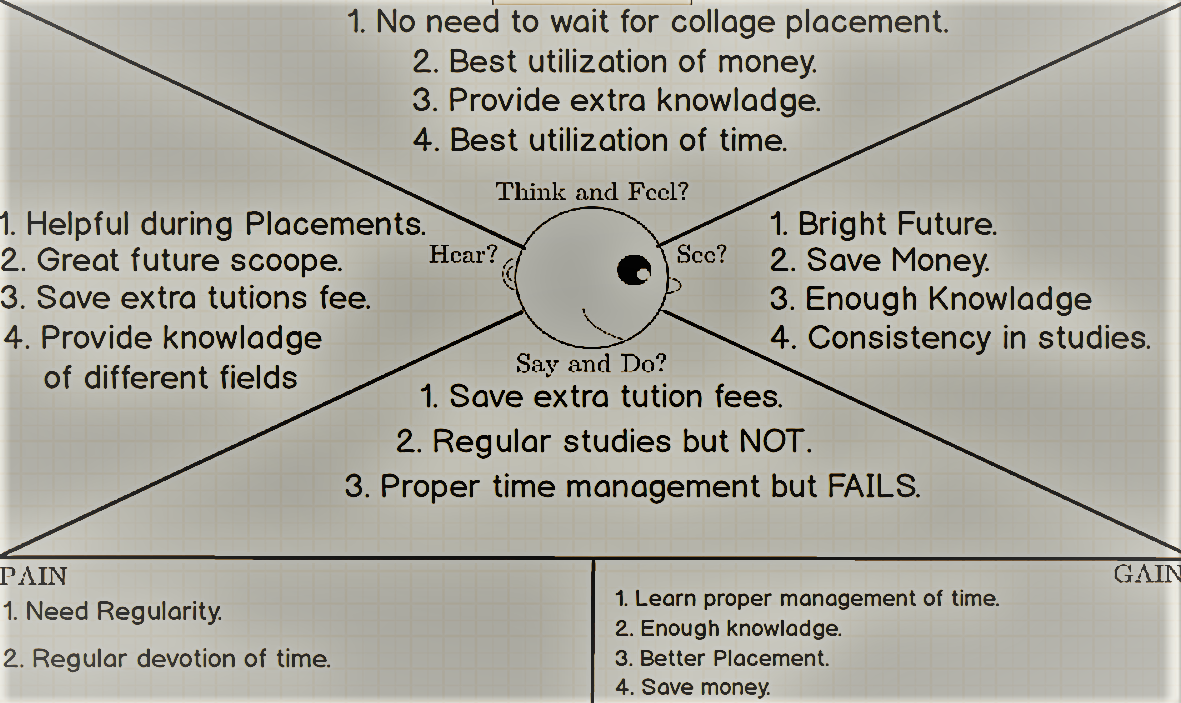 1. No need to wait for collage placement.
2. Best utilization of money.
3. Provide extra knowladge.
4. Best utilization of time.
Think and Feel?
Hear?
1. Helpful during Placements.
2. Great future scoope.
3. Save extra tutions fee.
4. Provide knowladge
of different fields
See?
1. Bright Future.
2. Save Money.
3. Enough Knowladge
4. Consistency in studies.
Say and Do?
1. Save extra tution fees.
2. Regular studies but NOT.
3. Proper time management but FAILS.
PAIN
1. Need Regularity.
2. Regular devotion of time.
GAIN
1. Learn proper management of time.
2. Enough knowladge.
3. Better Placement.
4. Save money.